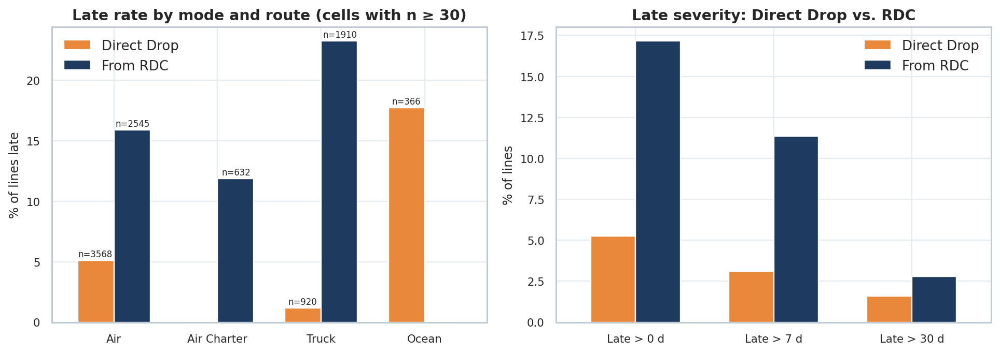 Late rate by mode and route (cells with n ≥ 30)
Direct Drop
From RDC
% of lines late
20
15
10
5
0
n=3568
n=2545
n=632
n=920
n=1910
n=366
Air
Air Charter
Truck
Ocean
Late severity: Direct Drop vs. RDC
Direct Drop
From RDC
% of lines
17.5
15.0
12.5
10.0
7.5
5.0
2.5
0.0
Late > 0 d
Late > 7 d
Late > 30 d